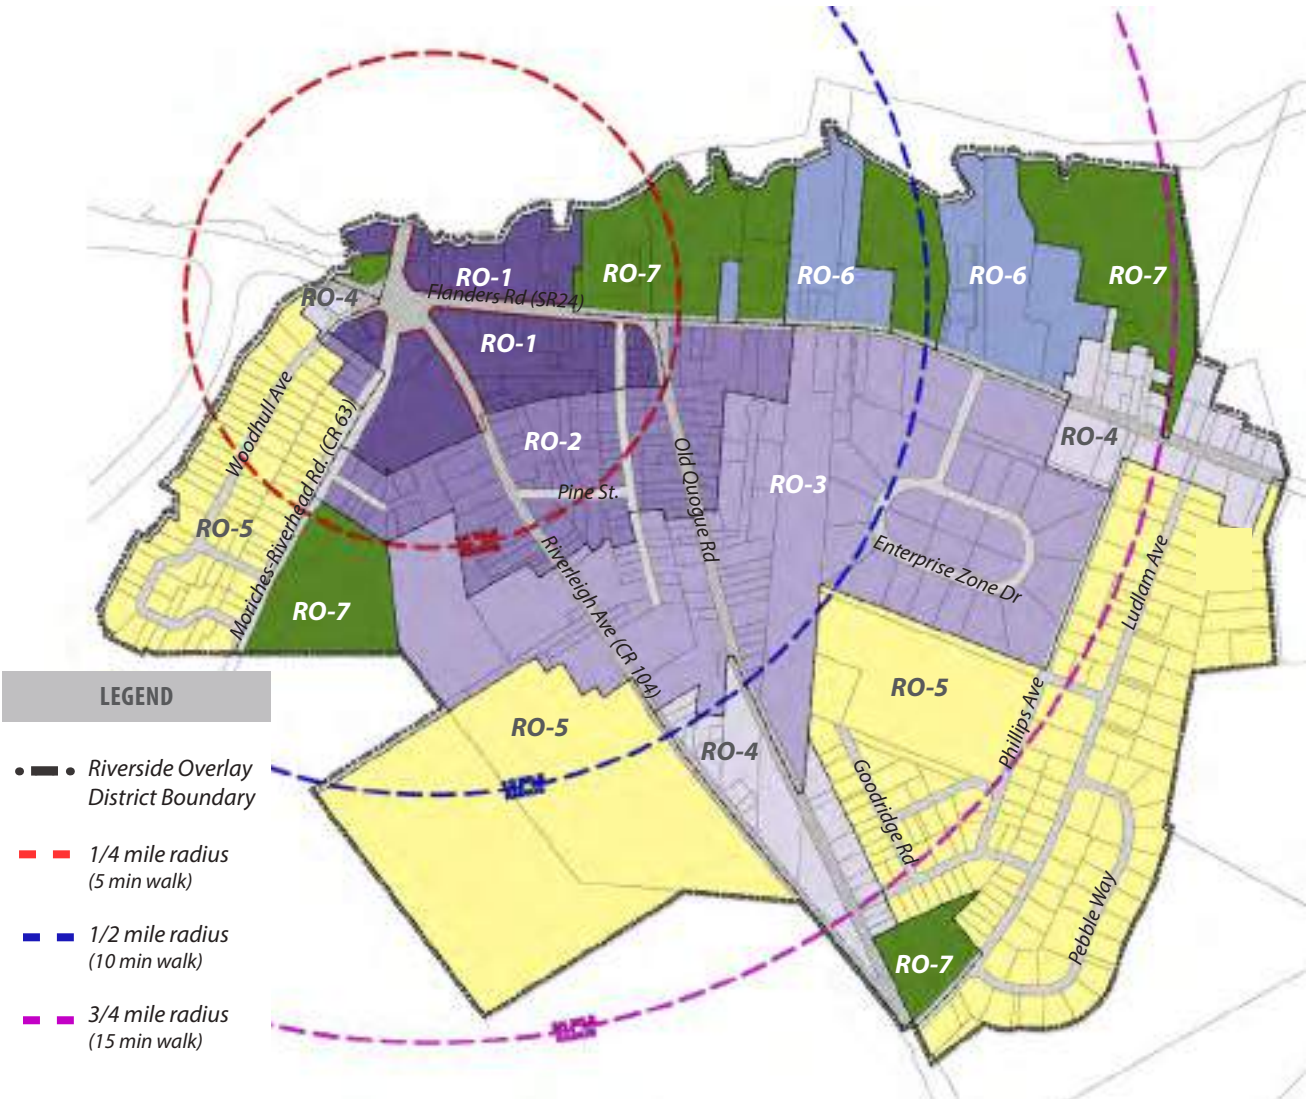 RO-1
RO-7
RO-6
RO-6
RO-7
RO-4
Flanders Rd (SR24)
RO-1
Woodhull Ave
RO-2
RO-4
Moriches-Riverhead Rd. (CR 63)
Old Quogue Rd
RO-3
Pine St.
RO-5
Riverleigh Ave (CR 104)
Enterprise Zone Dr
Ludlam Ave
RO-7
RO-5
Phillips Ave
RO-5
RO-4
Goodridge Rd
Pebble Way
RO-7
LEGEND
Riverside Overlay
District Boundary
1/4 mile radius
(5 min walk)
1/2 mile radius
(10 min walk)
3/4 mile radius
(15 min walk)